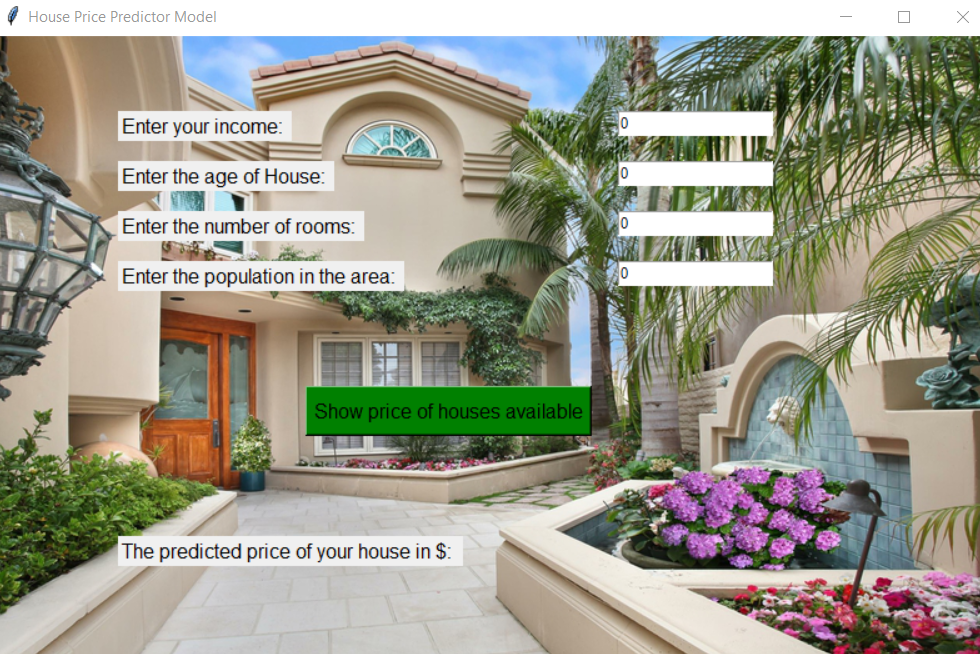 House Price Predictor Model
Enter your income:
0
Enter the age of House:
0
Enter the number of rooms:
0
Enter the population in the area:
0
Show price of houses available
The predicted price of your house in $: